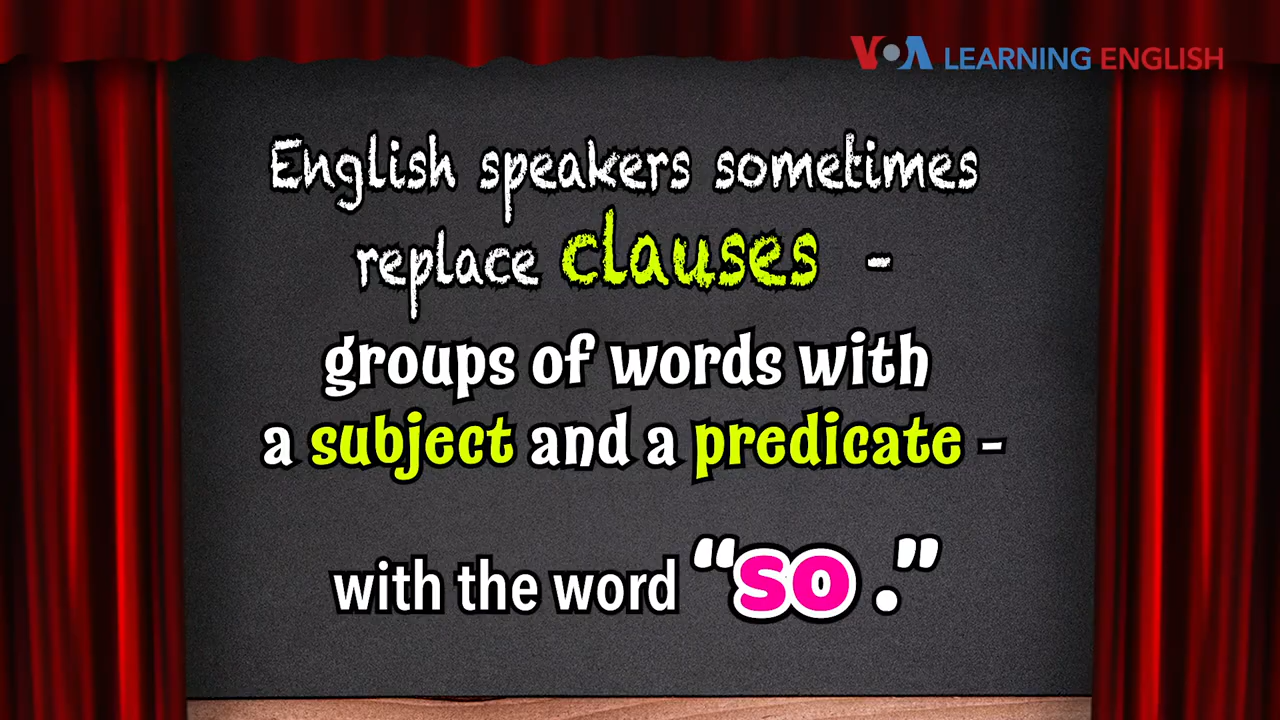 VOA LEARNING ENGLISH
English speakers sometimes
replace clauses -
groups of words with
a subject and a predicate -
with the word “so .”